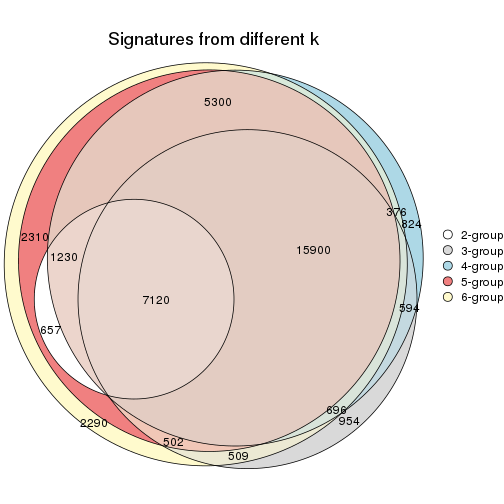 Signatures from different k
5300
376
824
2310
1230
15900
2-group
3-group
4-group
5-group
6-group
7120
594
657
696
954
2290
502
509